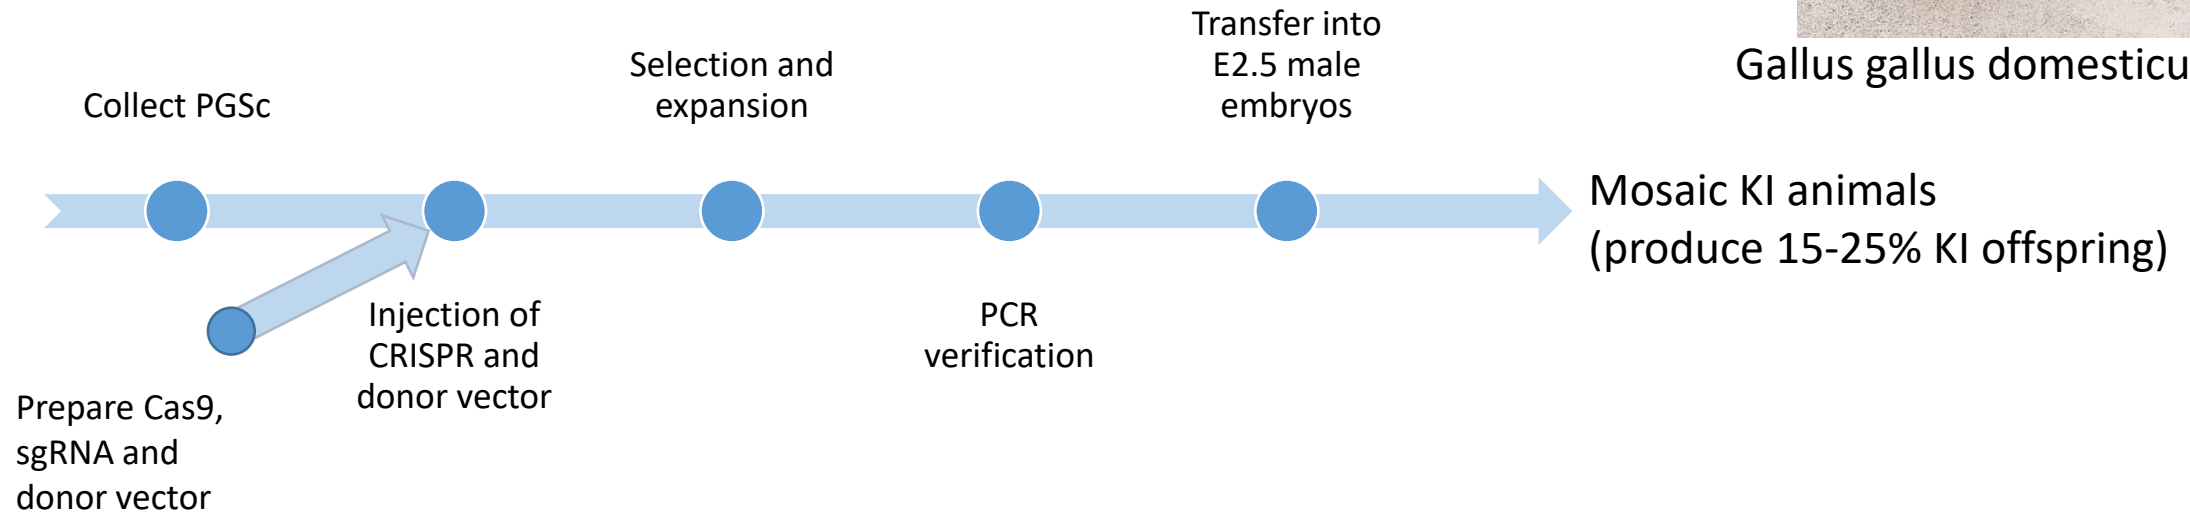 Collect PGSc
Selection and
expansion
Transfer into
E2.5 male
embryos
Gallus gallus domesticu
Mosaic KI animals
(produce 15-25% KI offspring)
Injection of
CRISPR and
donor vector
PCR
verification
Prepare Cas9,
sgRNA and
donor vector